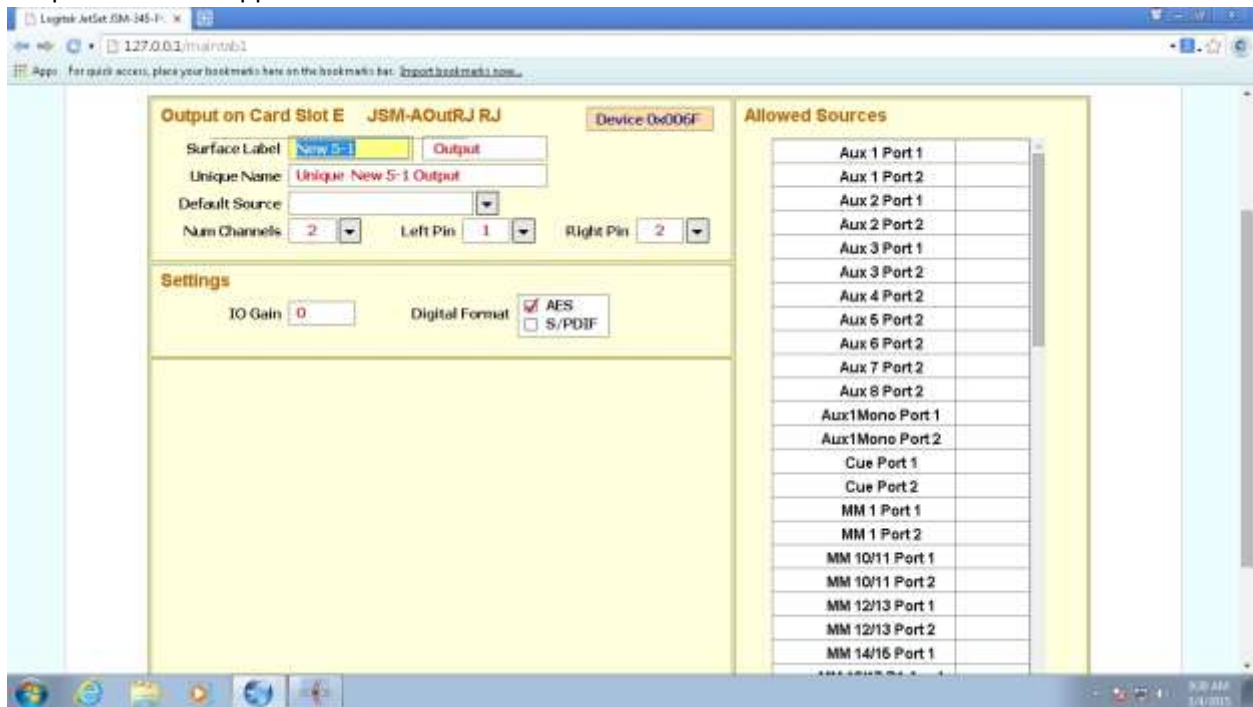 Logitek JetSet JSM-345-P
127.0.0.1/maintab1
Apps For quick access, place your bookmarks here on the bookmarks bar. Import bookmarks now...
Output on Card Slot E JSM-AOutRJ RJ
Device 0x006F
Surface Label New 5-1 Output
Unique Name Unique New 5-1 Output
Default Source
Num Channels 2 Left Pin 1 Right Pin 2
Settings
IO Gain 0 Digital Format AES
S/PDIF
Allowed Sources
Aux 1 Port 1
Aux 1 Port 2
Aux 2 Port 1
Aux 2 Port 2
Aux 3 Port 1
Aux 3 Port 2
Aux 4 Port 2
Aux 5 Port 2
Aux 6 Port 2
Aux 7 Port 2
Aux 8 Port 2
Aux1Mono Port 1
Aux1Mono Port 2
Cue Port 1
Cue Port 2
MM 1 Port 1
MM 1 Port 2
MM 10/11 Port 1
MM 10/11 Port 2
MM 12/13 Port 1
MM 12/13 Port 2
MM 14/15 Port 1